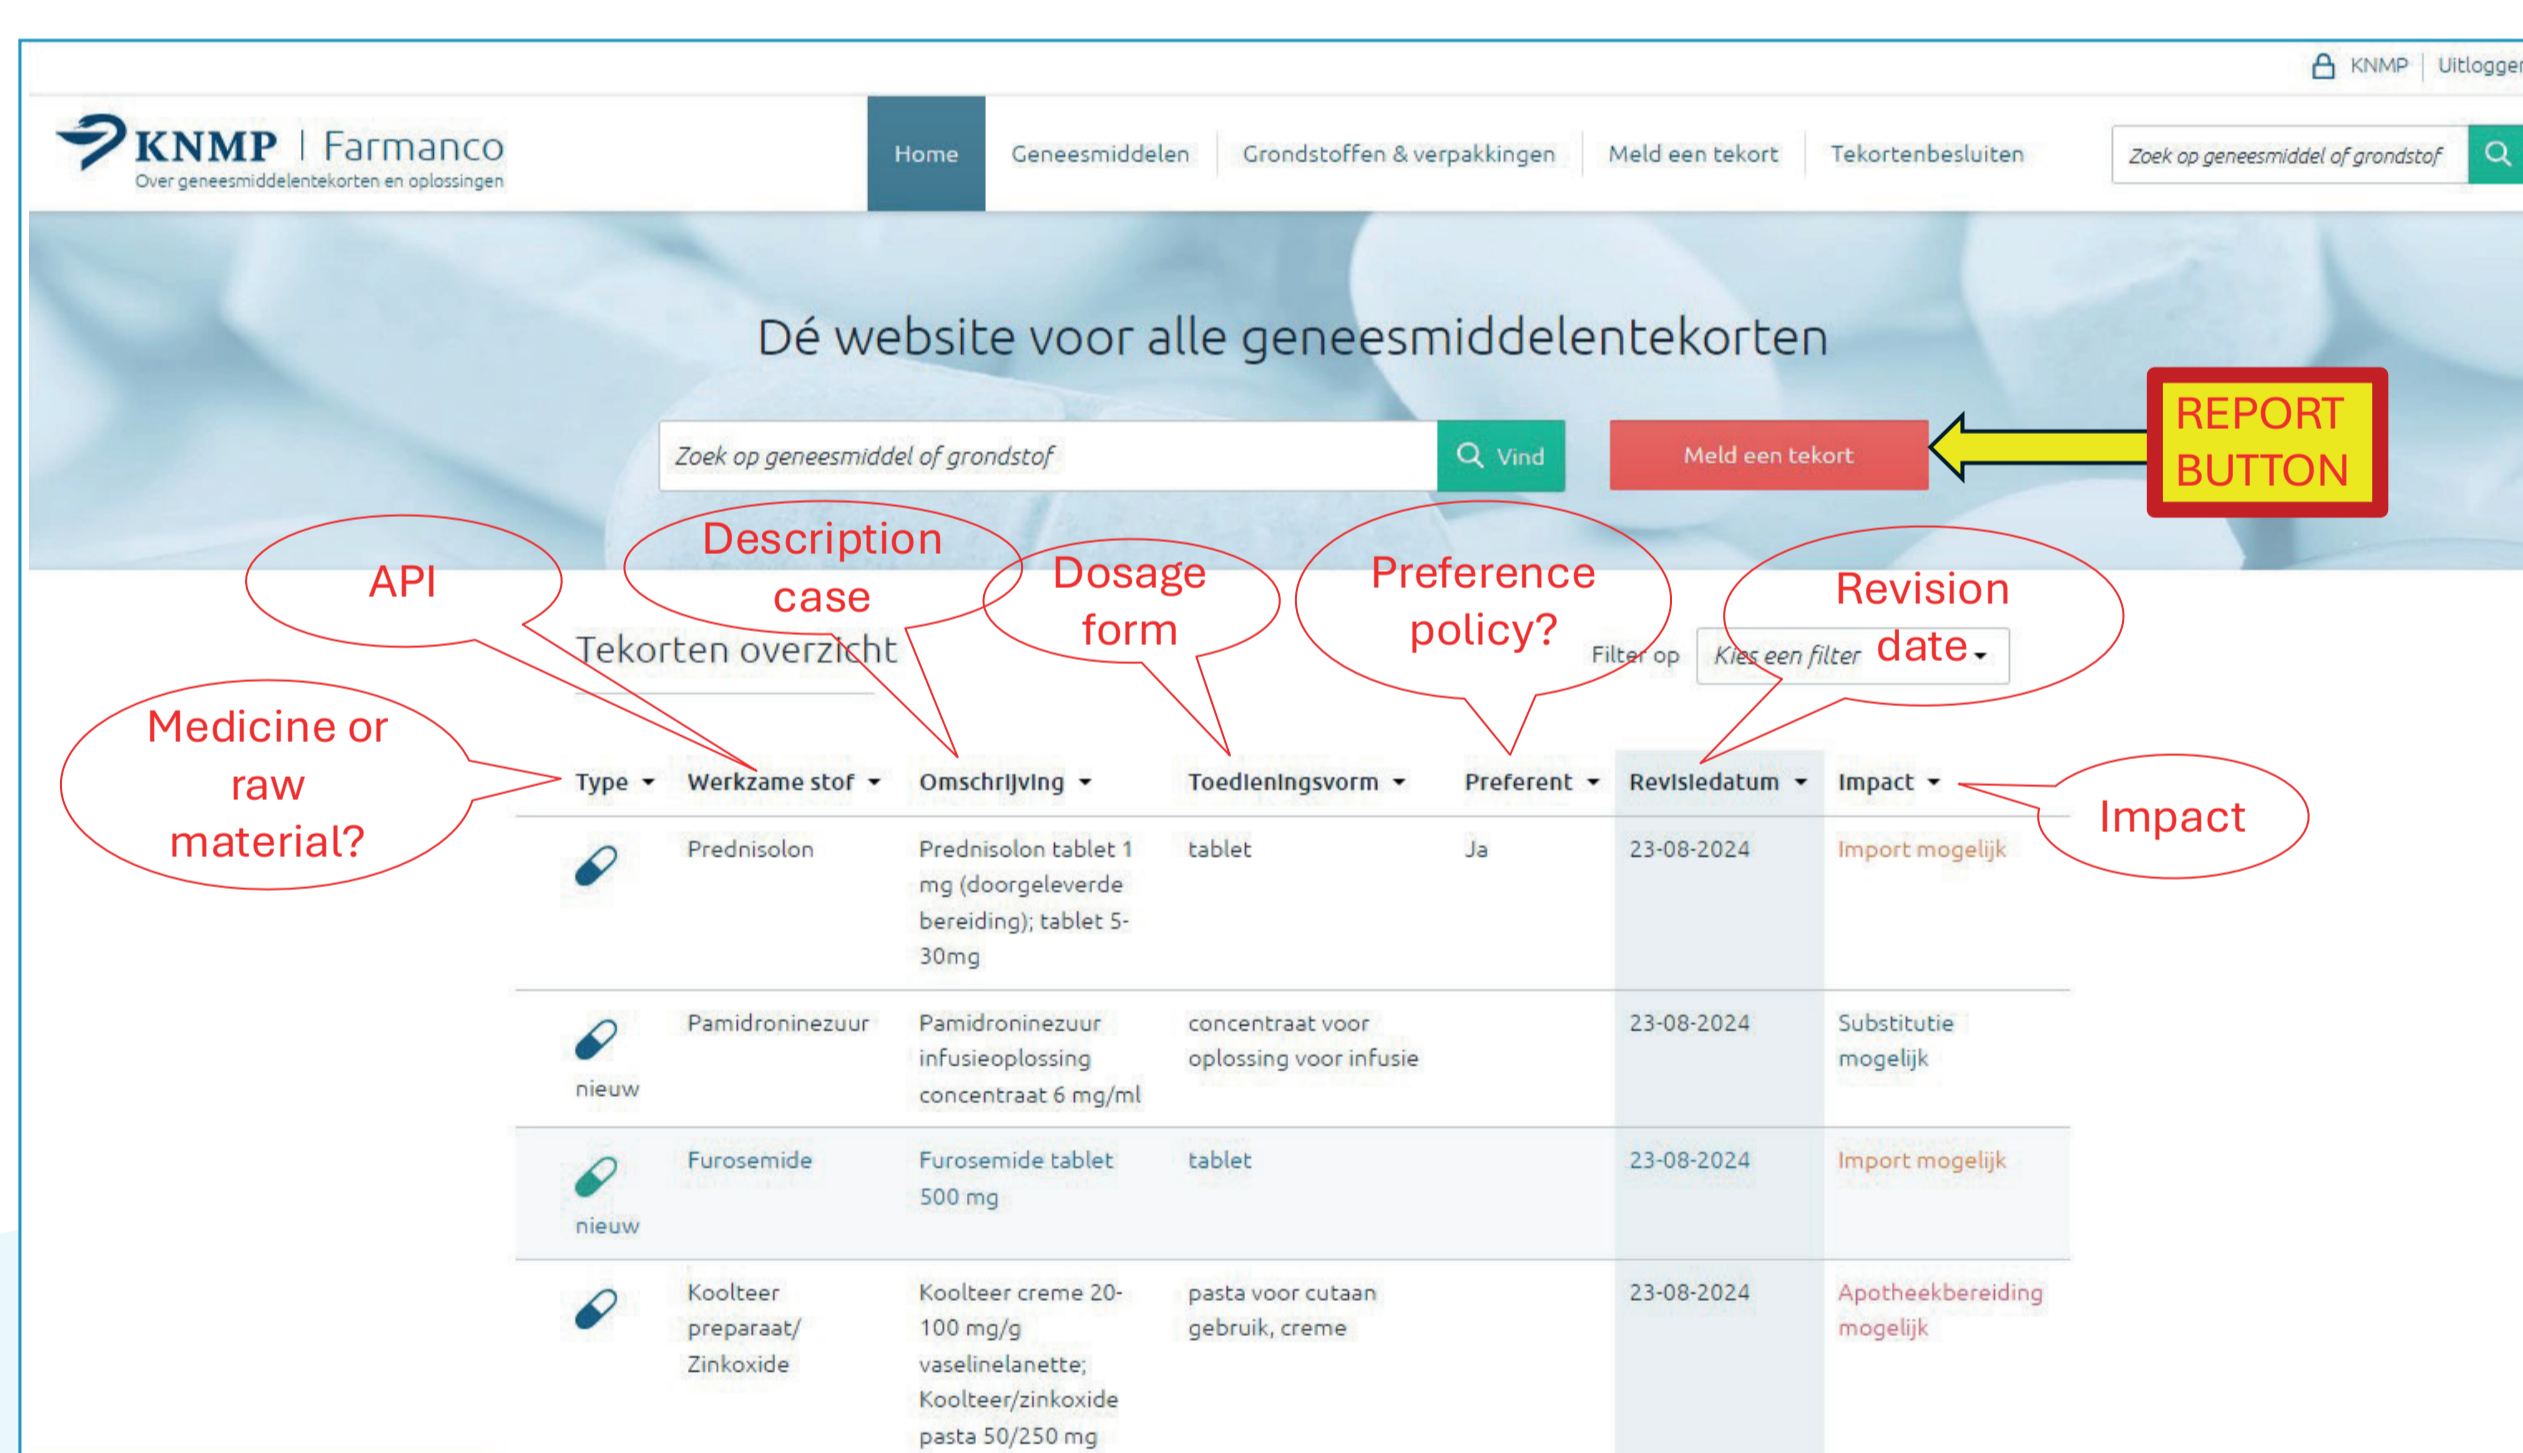 KNMP | Uitloggen
KNMP | Farmanco
Over geneesmiddelentekorten en oplossingen
Home
Geneesmiddelen
Grondstoffen & verpakkingen
Meld een tekort
Tekortenbesluiten
Zoek op geneesmiddel of grondstof
Dé website voor alle geneesmiddelentekorten
Zoek op geneesmiddel of grondstof
Vind
Meld een tekort
REPORT
BUTTON
API
Description
case
Dosage
form
Preference
policy?
Revision
date
Tekorten overzicht
Filter op
Kies een filter
Medicine or
raw
material?
Impact
Type
Werkzame stof
Omschrijving
Toedieningsvorm
Preferent
Revisiedatum
Impact
Prednisolon
Prednisolon tablet 1
mg (doorgeleverde
bereiding); tablet 5-
30mg
tablet
Ja
23-08-2024
Import mogelijk
nieuw
Pamidroninezuur
Pamidroninezuur
infusieoplossing
concentraat 6 mg/ml
concentraat voor
oplossing voor infusie
23-08-2024
Substitutie
mogelijk
nieuw
Furosemide
Furosemide tablet
500 mg
tablet
23-08-2024
Import mogelijk
Koolteer
preparaat/
Zinkoxide
Koolteer creme 20-
100 mg/g
vaselinelanette;
Koolteer/zinkoxide
pasta 50/250 mg
pasta voor cutaan
gebruik, creme
23-08-2024
Apotheekbereiding
mogelijk